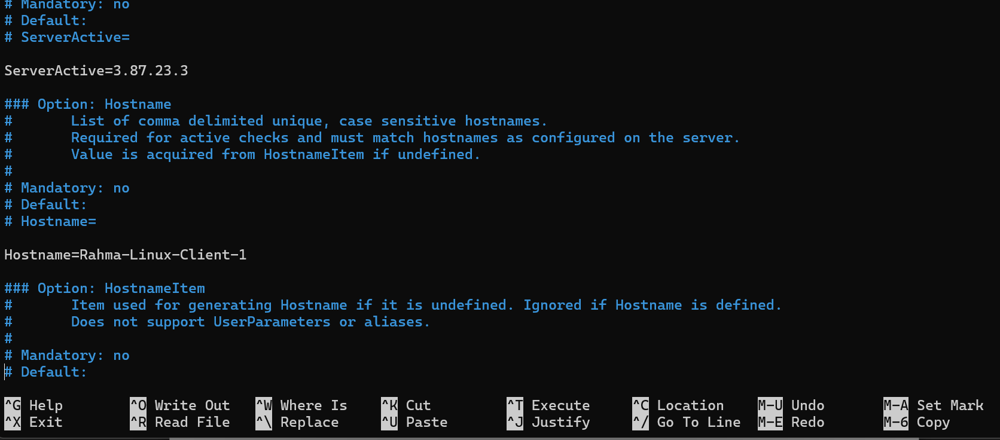 # Mandatory: no
# Default:
# ServerActive=
ServerActive=3.87.23.3
### Option: Hostname
#       List of comma delimited unique, case sensitive hostnames.
#       Required for active checks and must match hostnames as configured on the server.
#       Value is acquired from HostnameItem if undefined.
#
# Mandatory: no
# Default:
# Hostname=
Hostname=Rahma-Linux-Client-1
### Option: HostnameItem
#       Item used for generating Hostname if it is undefined. Ignored if Hostname is defined.
#       Does not support UserParameters or aliases.
#
# Mandatory: no
# Default:
^G Help ^O Write Out ^W Where Is ^K Cut ^T Execute ^C Location M-U Undo M-A Set Mark
^X Exit ^R Read File ^\ Replace ^U Paste ^J Justify ^/ Go To Line M-E Redo M-6 Copy